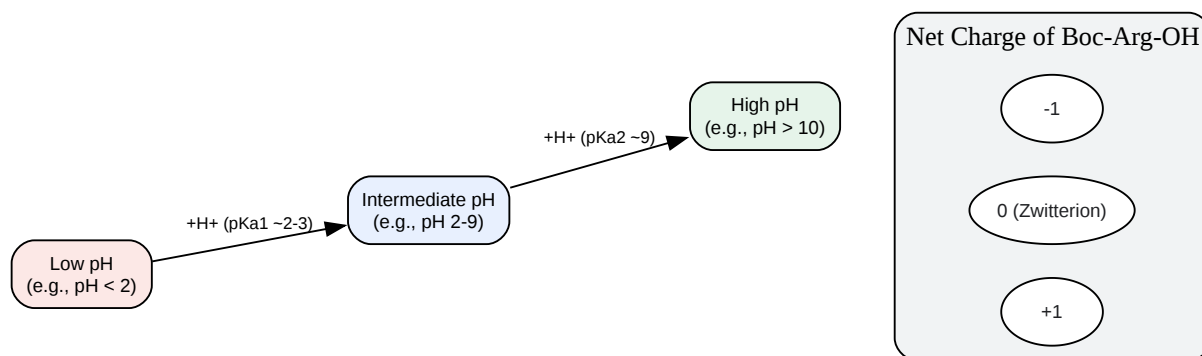 Net Charge of Boc-Arg-OH
High pH
(e.g., pH > 10)
-1
+H+ (pKa2 ~9)
Intermediate pH
(e.g., pH 2-9)
0 (Zwitterion)
+H+ (pKa1 ~2-3)
Low pH
(e.g., pH < 2)
+1